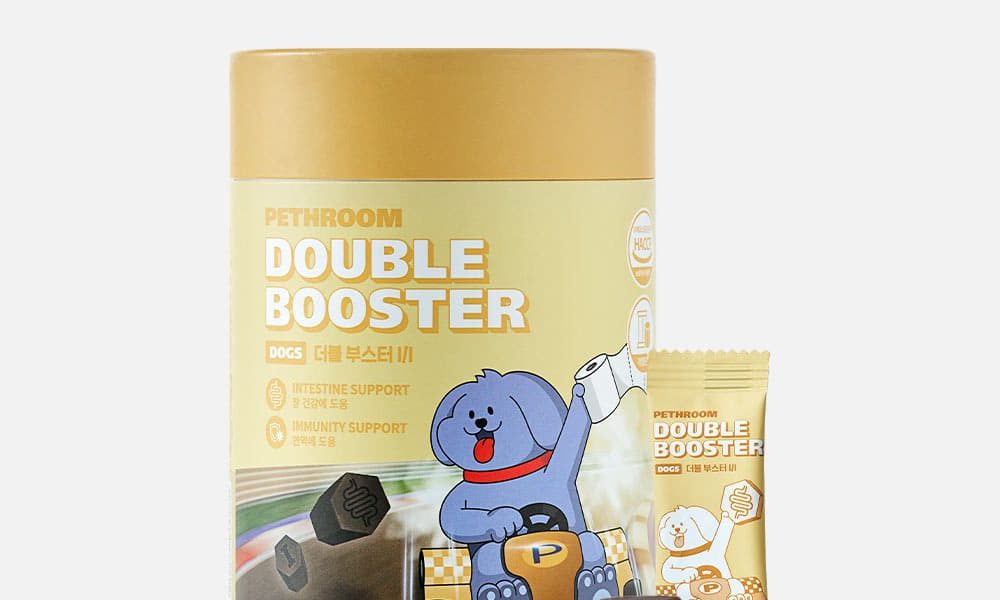 PETHROOM
DOUBLE
BOOSTER
DOGS 더블 부스터 I/I
INTESTINE SUPPORT
장 건강에 도움
IMMUNITY SUPPORT
면역에 도움
HACCP
P
PETHROOM
DOUBLE
BOOSTER
DOGS 더블 부스터 I/I
P